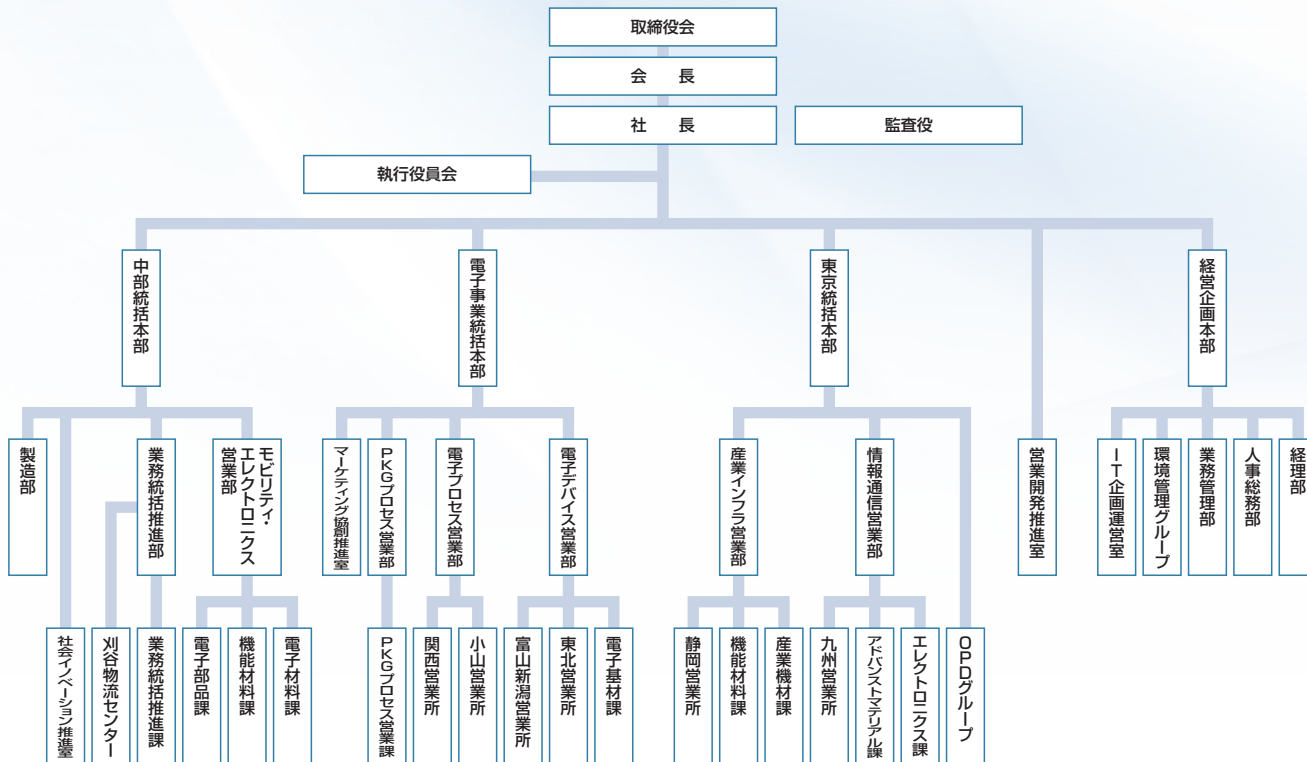 取締役会
会　長
社　長
監査役
執行役員会
中部統括本部
電子事業統括本部
東京統括本部
経営企画本部
製造部
業務統括推進部
モビリティ・
エレクトロニクス
営業部
マーケティング協創推進室
PKGプロセス営業部
電子プロセス営業部
電子デバイス営業部
産業インフラ営業部
情報通信営業部
営業開発推進室
IT企画運営室
環境管理グループ
業務管理部
人事総務部
経理部
社会イノベーション推進室
刈谷物流センター
業務統括推進課
電子部品課
機能材料課
電子材料課
PKGプロセス営業課
関西営業所
小山営業所
富山新潟営業所
東北営業所
電子基材課
静岡営業所
機能材料課
産業機材課
九州営業所
アドバンストマテリアル課
エレクトロニクス課
OPDグループ